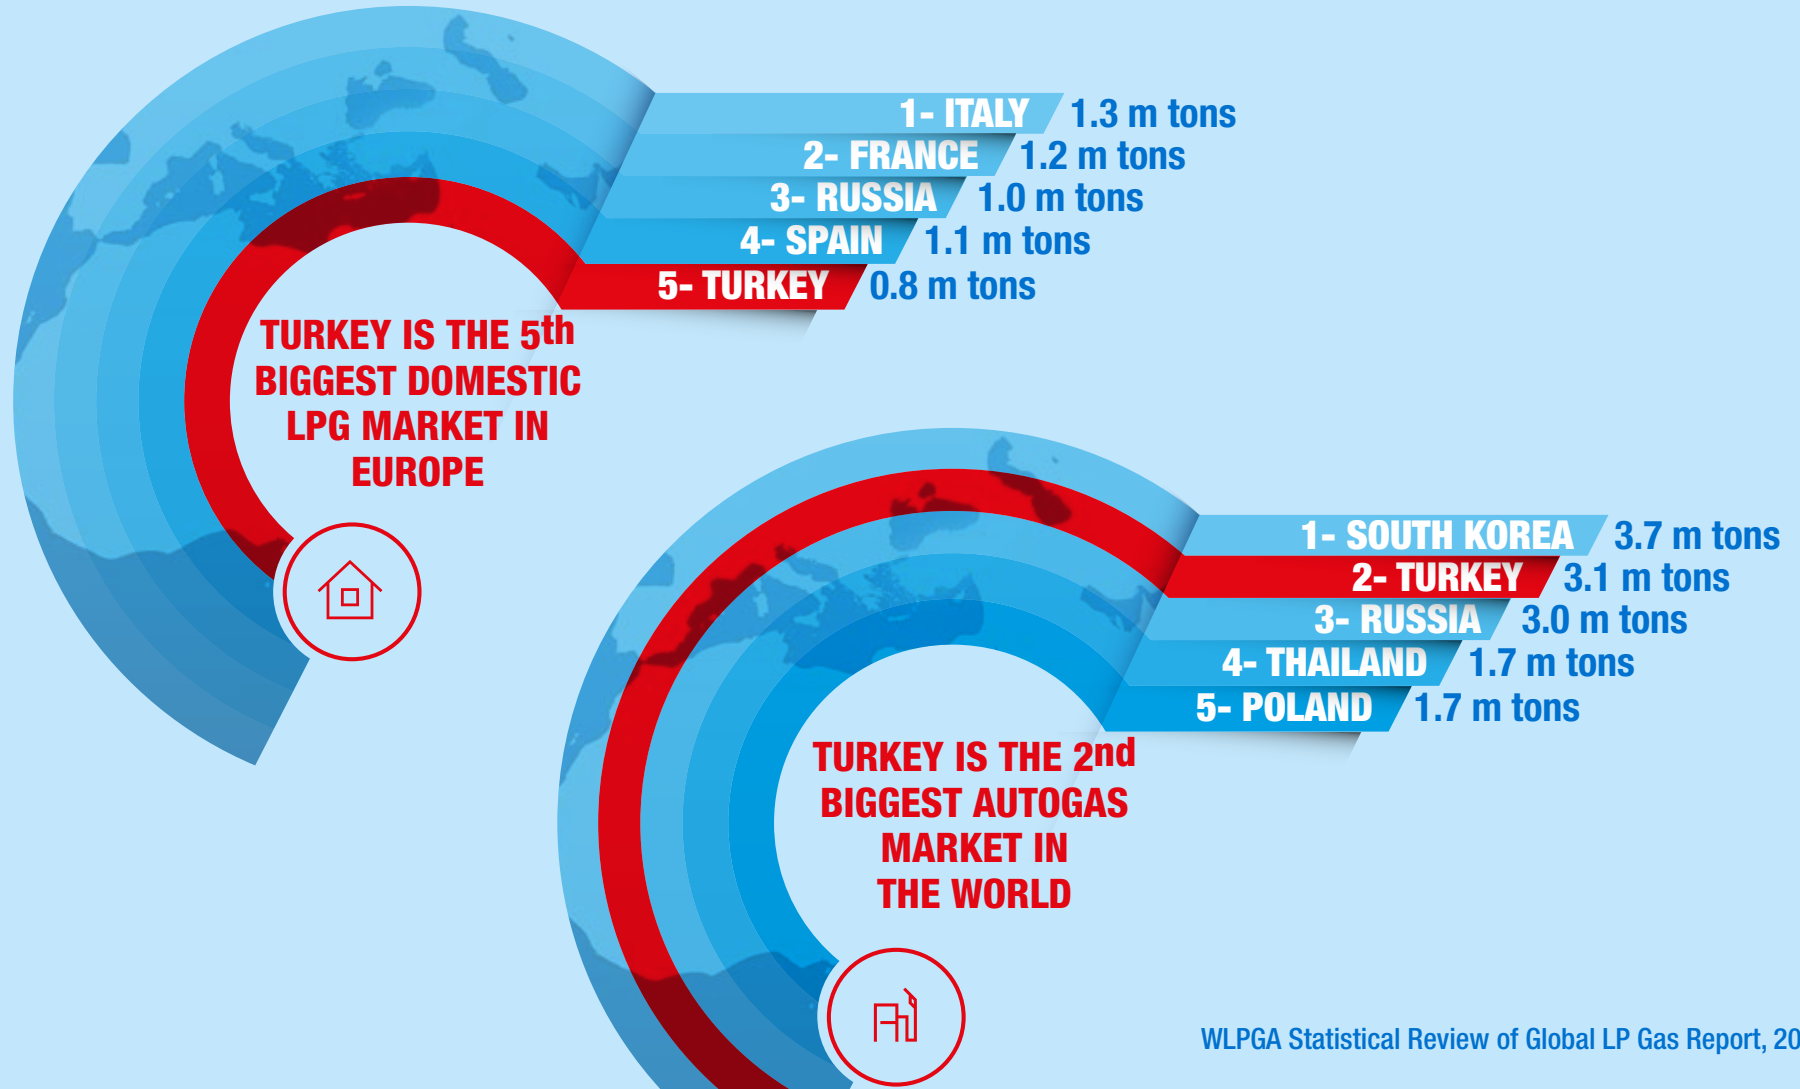 1- ITALY 1.3 m tons
2- FRANCE 1.2 m tons
3- RUSSIA 1.0 m tons
4- SPAIN 1.1 m tons
5- TURKEY 0.8 m tons
TURKEY IS THE 5th
BIGGEST DOMESTIC
LPG MARKET IN
EUROPE
1- SOUTH KOREA 3.7 m tons
2- TURKEY 3.1 m tons
3- RUSSIA 3.0 m tons
4- THAILAND 1.7 m tons
5- POLAND 1.7 m tons
TURKEY IS THE 2nd
BIGGEST AUTOGAS
MARKET IN
THE WORLD
WLPGA Statistical Review of Global LP Gas Report, 20